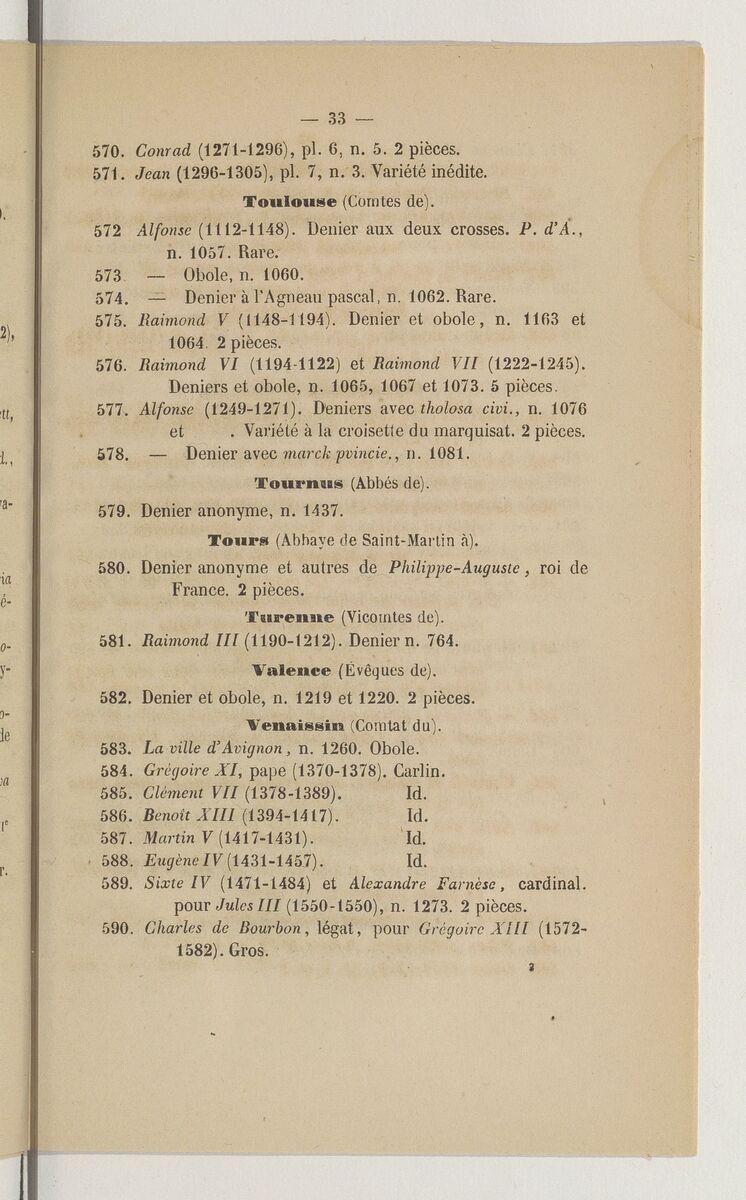 — 33 —
570. Conrad (1271-1296), pl. 6, n. 5. 2 pièces.
571. Jean (1296-1305), pl. 7, n. 3. Variété inédite.
Toulouse (Comtes de).
572 Alfonse (1112-1148). Denier aux deux crosses. P. d'A.,
n. 1057. Rare.
573 — Obole, n. 1060.
574. — Denier à l'Agneau pascal, n. 1062. Rare.
575. Raimond V (1148-1194). Denier et obole, n. 1163 et
1064. 2 pièces.
576. Raimond VI (1194-1122) et Raimond VII (1222-1245).
Deniers et obole, n. 1065, 1067 et 1073. 5 pièces.
577. Alfonse (1249-1271). Deniers avec tholosa civi., n. 1076
et . Variété à la croisette du marquisat. 2 pièces.
578. — Denier avec marck pvincie., n. 1081.
Tournus (Abbés de).
579. Denier anonyme, n. 1437.
Tours (Abbaye de Saint-Martin à).
580. Denier anonyme et autres de Philippe-Auguste, roi de
France. 2 pièces.
Turenne (Vicomtes de).
581. Raimond III (1190-1212). Denier n. 764.
Valence (Évêques de).
582. Denier et obole, n. 1219 et 1220. 2 pièces.
Venaissin (Comtat du).
583. La ville d'Avignon, n. 1260. Obole.
584. Grégoire XI, pape (1370-1378). Carlin.
585. Clément VII (1378-1389). Id.
586. Benoît XIII (1394-1417). Id.
587. Martin V (1417-1431). Id.
588. Eugène IV (1431-1457). Id.
589. Sixte IV (1471-1484) et Alexandre Farnèse, cardinal.
pour Jules III (1550-1550), n. 1273. 2 pièces.
590. Charles de Bourbon, légat, pour Grégoire XIII (1572-
1582). Gros.
3